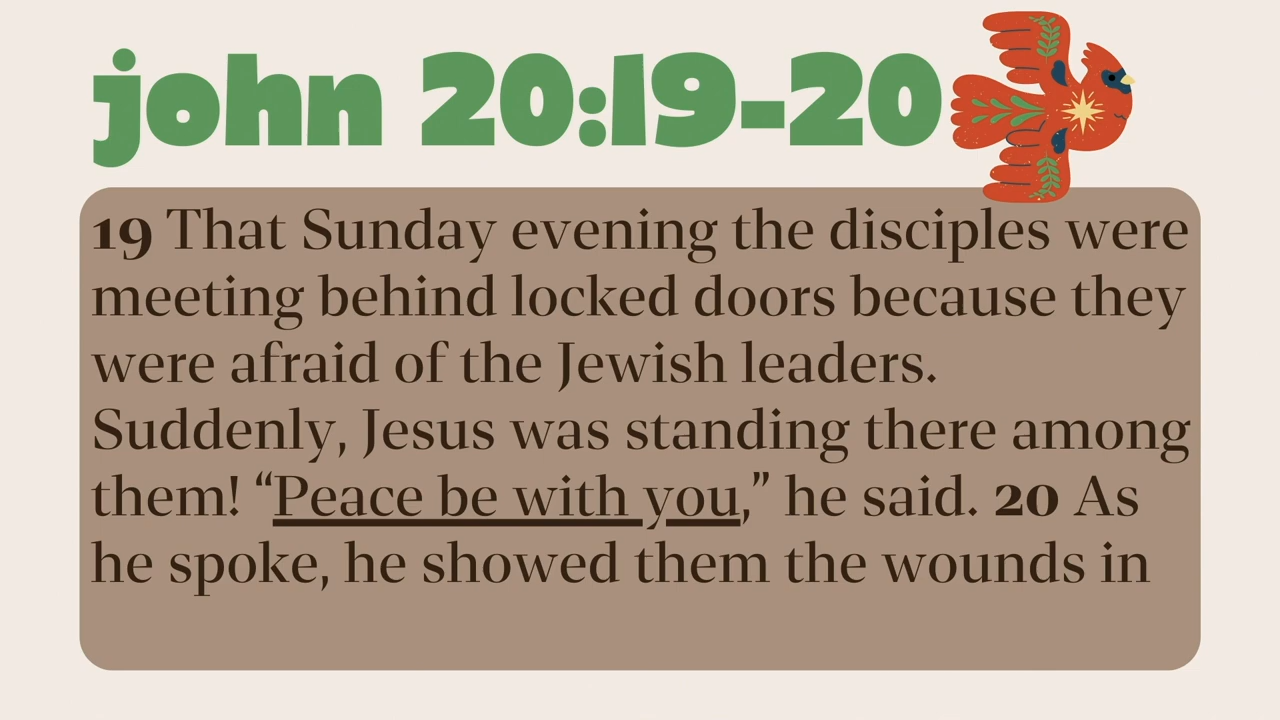 john 20:19-20
19 That Sunday evening the disciples were
meeting behind locked doors because they
were afraid of the Jewish leaders.
Suddenly, Jesus was standing there among
them! “Peace be with you,” he said. 20 As
he spoke, he showed them the wounds in